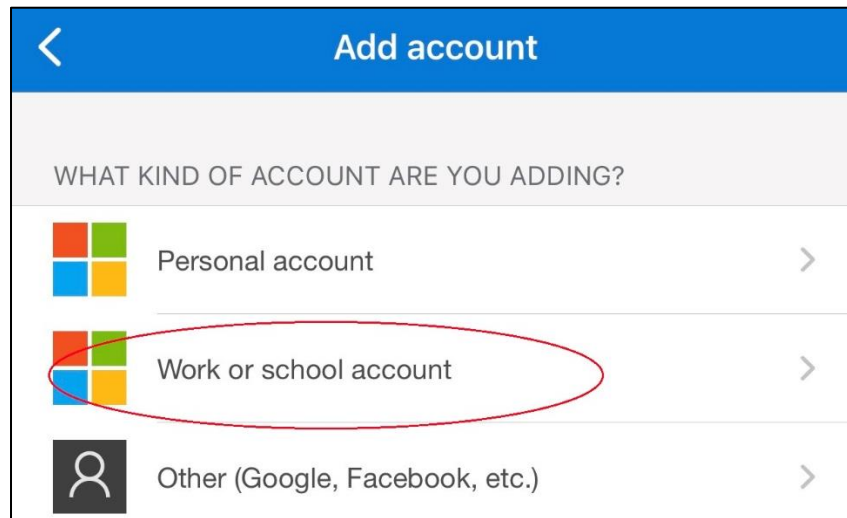 Add account
WHAT KIND OF ACCOUNT ARE YOU ADDING?
Personal account
Work or school account
Other (Google, Facebook, etc.)